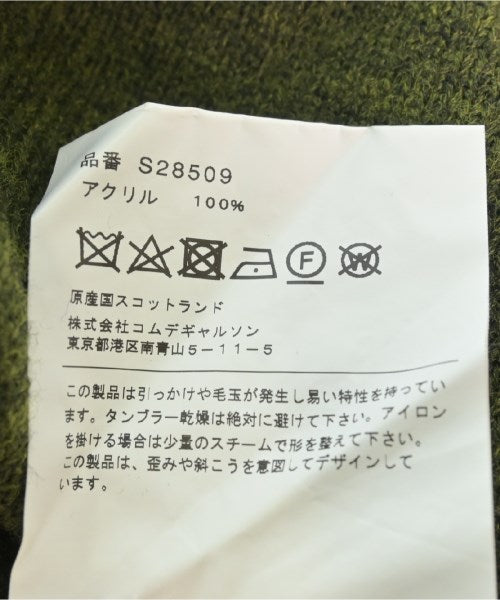 品番 S28509
アクリル 100%
F W
原産国スコットランド
株式会社コムデギャルソン
東京都港区南青山5-11-5
この製品は引っかけや毛玉が発生し易い特性を持ってい
ます。タンブラー乾燥は絶対に避けて下さい。アイロン
を掛ける場合は少量のスチームで形を整えて下さい。
この製品は、歪みや斜こうを意図してデザインして
います。